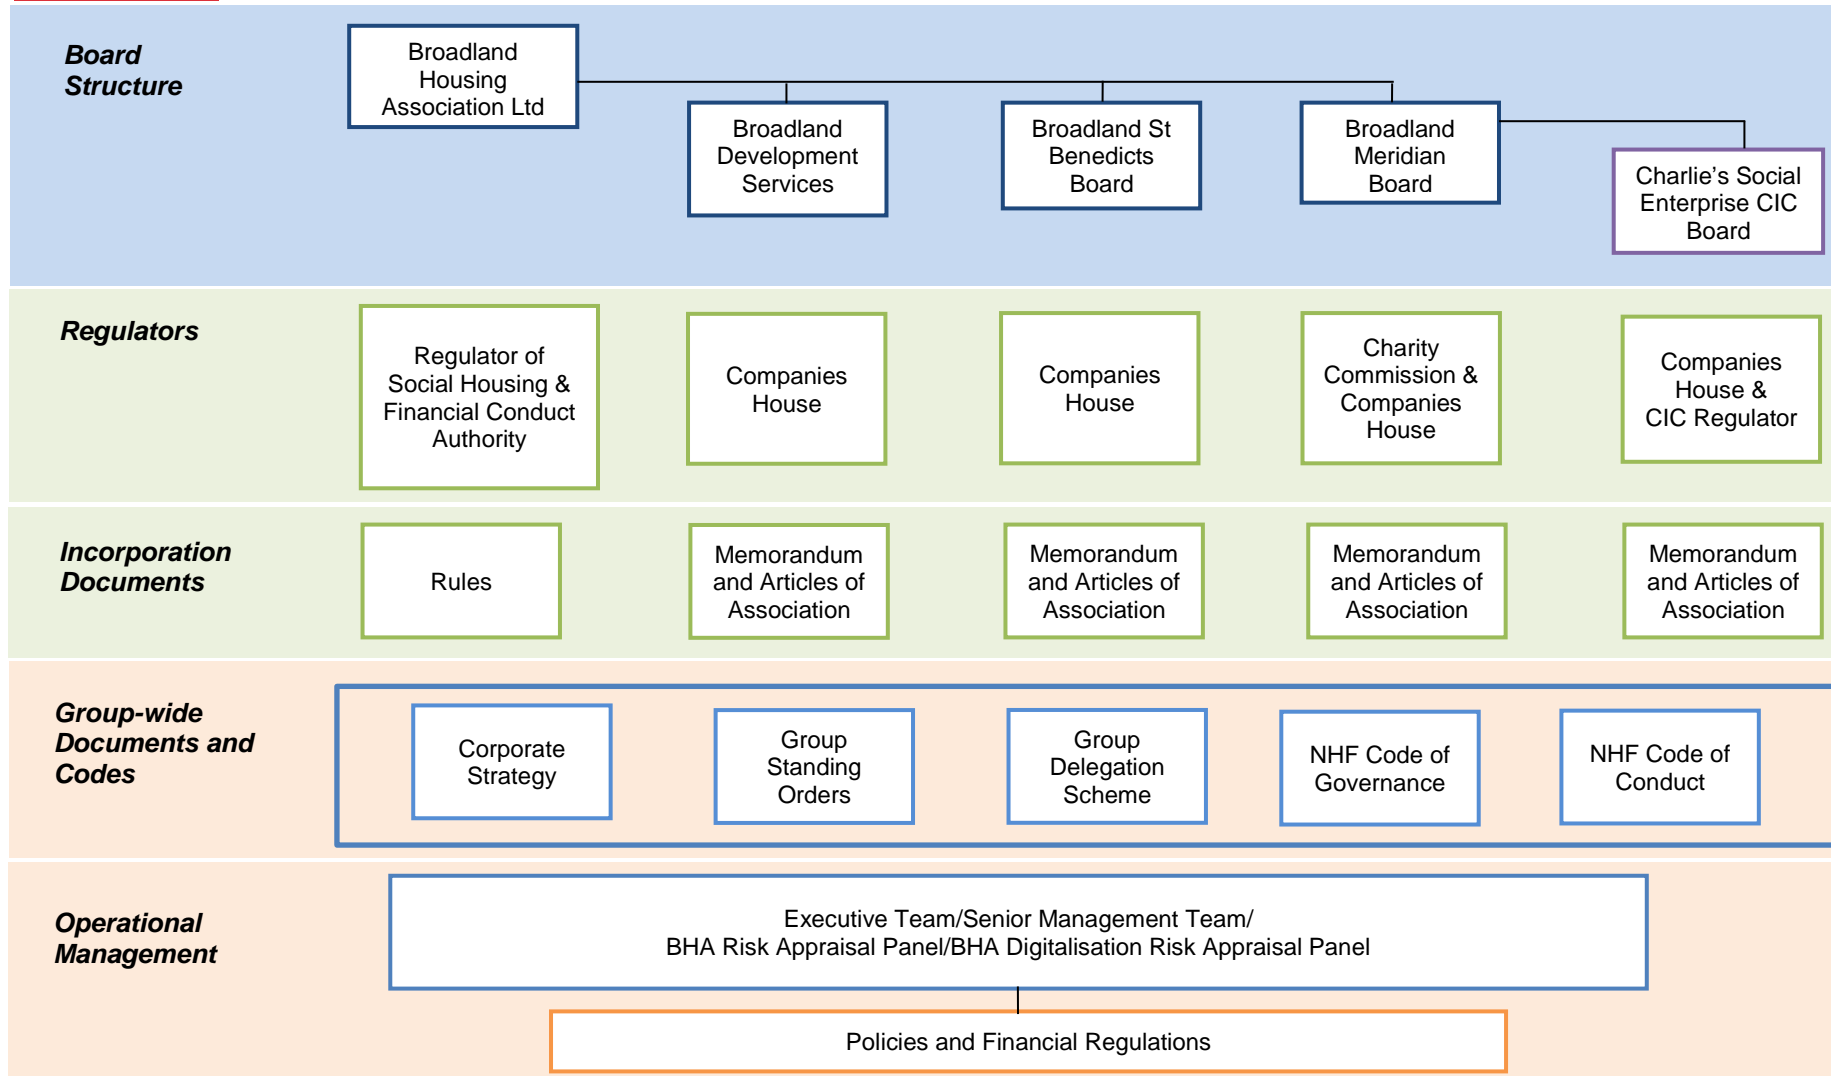 Board
Structure
Broadland
Housing
Association Ltd
Broadland
Development
Services
Broadland St
Benedicts
Board
Broadland
Meridian
Board
Charlie’s Social
Enterprise CIC
Board
Regulators
Regulator of
Social Housing &
Financial Conduct
Authority
Companies
House
Companies
House
Charity
Commission &
Companies
House
Companies
House &
CIC Regulator
Incorporation
Documents
Rules
Memorandum
and Articles of
Association
Memorandum
and Articles of
Association
Memorandum
and Articles of
Association
Memorandum
and Articles of
Association
Group-wide
Documents and
Codes
Corporate
Strategy
Group
Standing
Orders
Group
Delegation
Scheme
NHF Code of
Governance
NHF Code of
Conduct
Operational
Management
Executive Team/Senior Management Team/
BHA Risk Appraisal Panel/BHA Digitalisation Risk Appraisal Panel
Policies and Financial Regulations